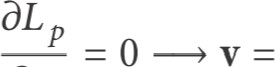 ∂L_p
— = 0 ⟶ **v** =